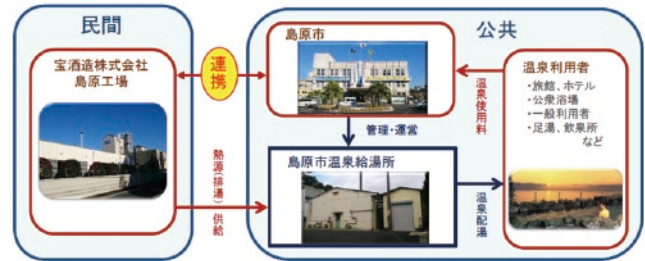 民間
宝酒造株式会社
島原工場
連携
熱源(排湯)供給
公共
島原市
管理・運営
島原市温泉給湯所
温泉使用料
温泉配湯
温泉利用者
・旅館、ホテル
・公衆浴場
・一般利用者
・足湯、飲泉所
など